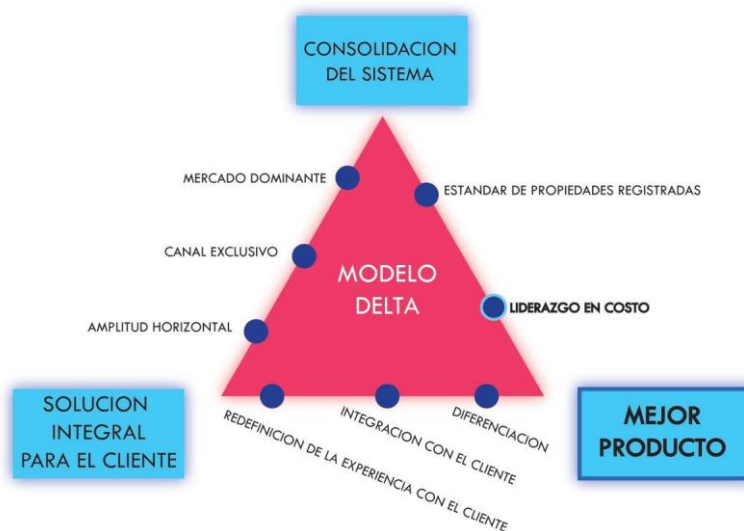 CONSOLIDACION
DEL SISTEMA
MERCADO DOMINANTE
ESTANDAR DE PROPIEDADES REGISTRADAS
CANAL EXCLUSIVO
MODELO
DELTA
LIDERAZGO EN COSTO
AMPLITUD HORIZONTAL
SOLUCION
INTEGRAL
PARA EL CLIENTE
REDEFINICION DE LA EXPERIENCIA CON EL CLIENTE
INTEGRACION CON EL CLIENTE
DIFERENCIACION
MEJOR
PRODUCTO